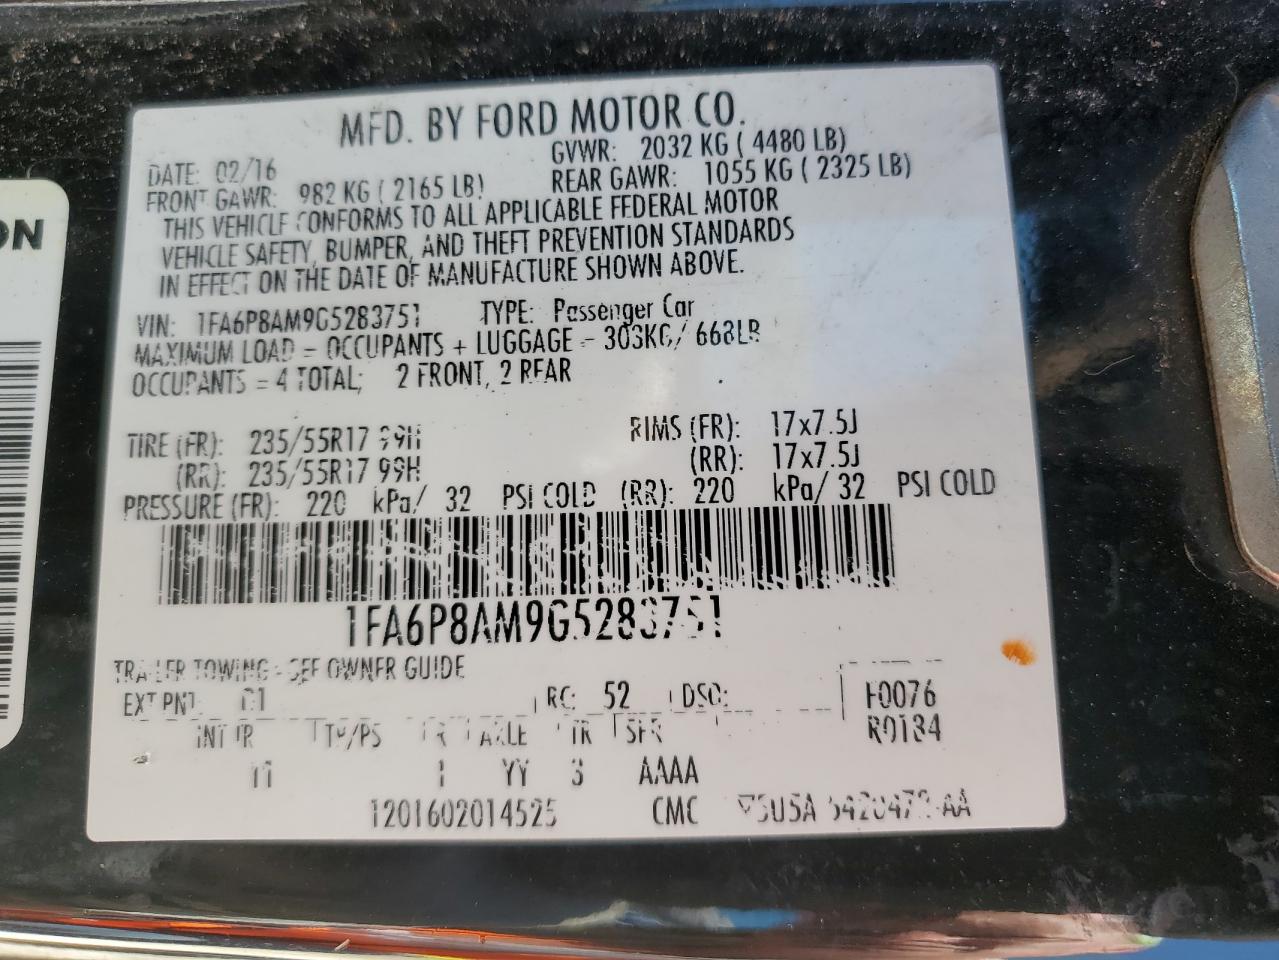 ON
MFD. BY FORD MOTOR CO.
DATE: 02/16 GVWR: 2032 KG ( 4480 LB)
FRONT GAWR: 982 KG ( 2165 LB) REAR GAWR: 1055 KG ( 2325 LB)
THIS VEHICLE CONFORMS TO ALL APPLICABLE FEDERAL MOTOR
VEHICLE SAFETY, BUMPER, AND THEFT PREVENTION STANDARDS
IN EFFECT ON THE DATE OF MANUFACTURE SHOWN ABOVE.
VIN: 1FA6P8AM9G5283751 TYPE: Passenger Car
MAXIMUM LOAD = OCCUPANTS + LUGGAGE = 303KG/ 668LB
OCCUPANTS = 4 TOTAL; 2 FRONT, 2 REAR
TIRE (FR): 235/55R17 99H RIMS (FR): 17x7.5J
(RR): 235/55R17 99H (RR): 17x7.5J
PRESSURE (FR): 220 kPa/ 32 PSI COLD (RR): 220 kPa/ 32 PSI COLD
1FA6P8AM9G5283751
TRAILER TOWING - SEE OWNER GUIDE
EXT PNT: RC: 52 DSO: F0076
INT TR TP/PS R AXLE TR SPR R0134
YY 3 AAAA
1201602014525 CMC